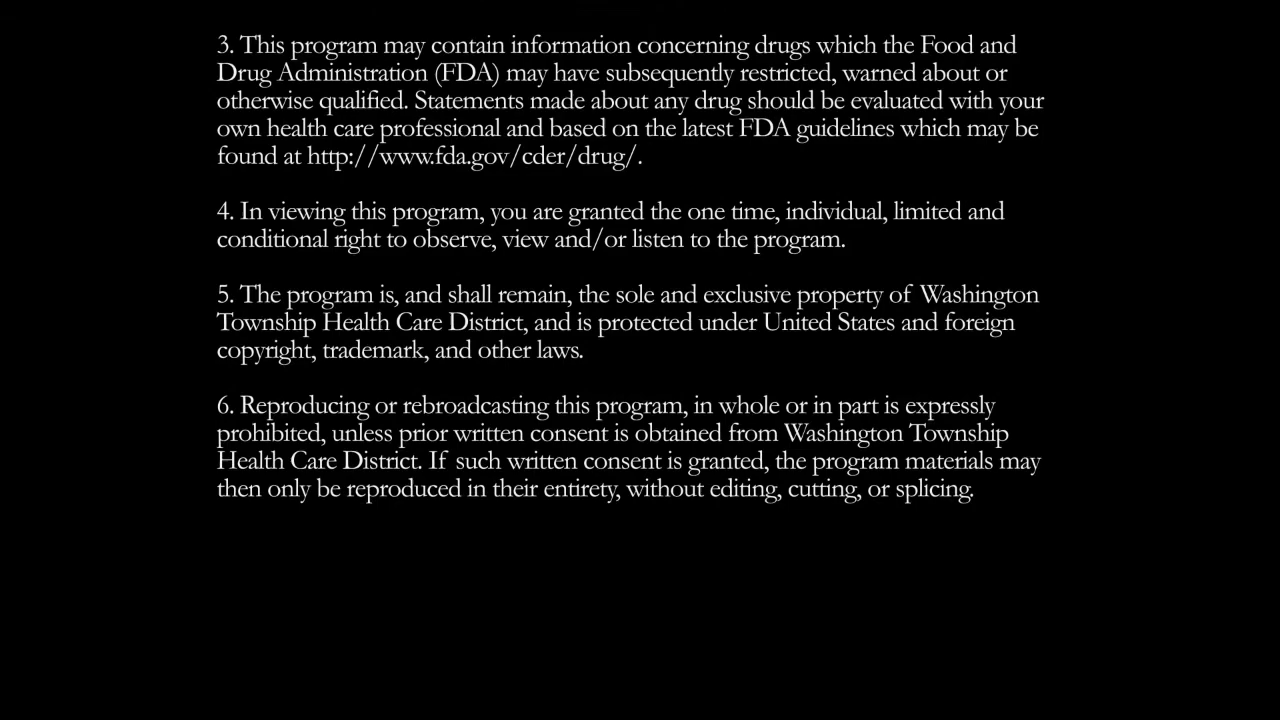 3. This program may contain information concerning drugs which the Food and
Drug Administration (FDA) may have subsequently restricted, warned about or
otherwise qualified. Statements made about any drug should be evaluated with your
own health care professional and based on the latest FDA guidelines which may be
found at http://www.fda.gov/cder/drug/.
4. In viewing this program, you are granted the one time, individual, limited and
conditional right to observe, view and/or listen to the program.
5. The program is, and shall remain, the sole and exclusive property of Washington
Township Health Care District, and is protected under United States and foreign
copyright, trademark, and other laws.
6. Reproducing or rebroadcasting this program, in whole or in part is expressly
prohibited, unless prior written consent is obtained from Washington Township
Health Care District. If such written consent is granted, the program materials may
then only be reproduced in their entirety, without editing, cutting, or splicing.